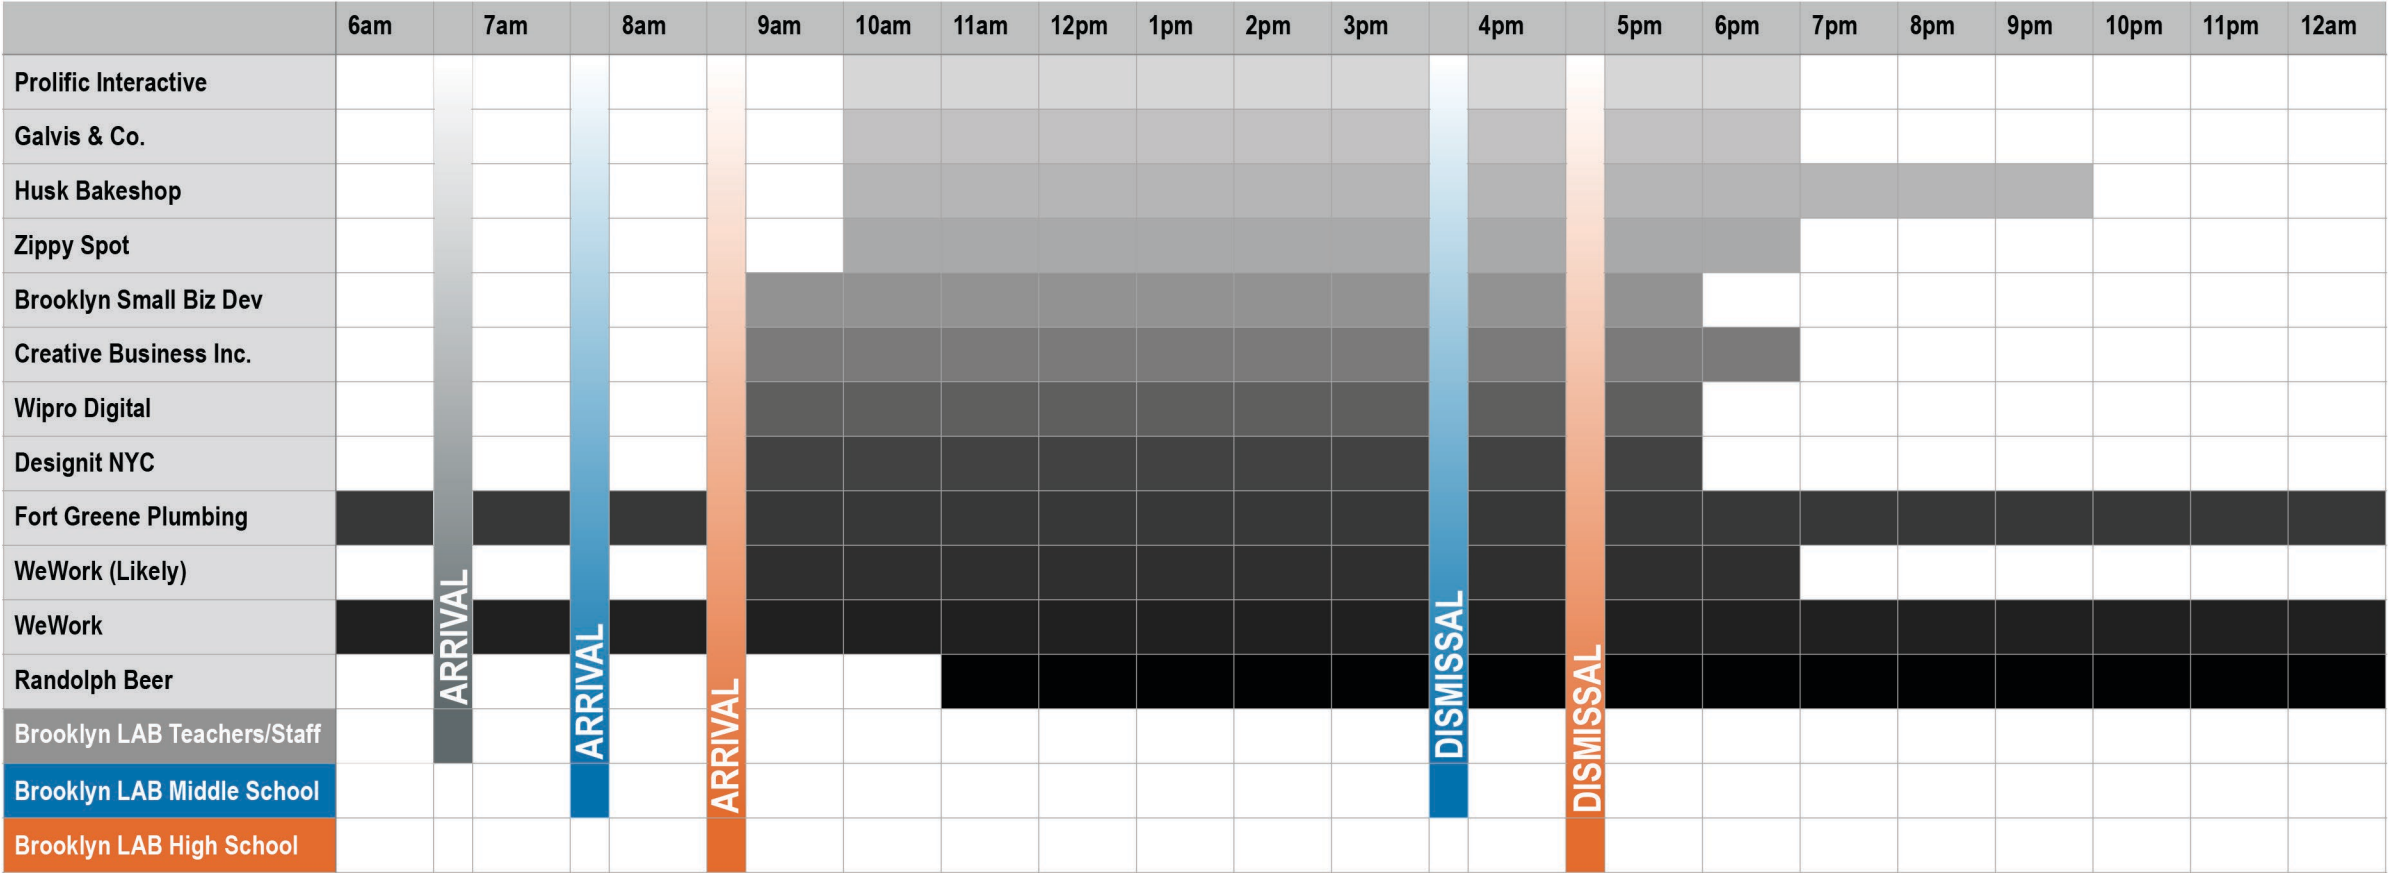 6am 7am 8am 9am 10am 11am 12pm 1pm 2pm 3pm 4pm 5pm 6pm 7pm 8pm 9pm 10pm 11pm 12am
Prolific Interactive
Galvis & Co.
Husk Bakeshop
Zippy Spot
Brooklyn Small Biz Dev
Creative Business Inc.
Wipro Digital
Designit NYC
Fort Greene Plumbing
WeWork (Likely)
WeWork
Randolph Beer
Brooklyn LAB Teachers/Staff
Brooklyn LAB Middle School
Brooklyn LAB High School
ARRIVAL
ARRIVAL
ARRIVAL
DISMISSAL
DISMISSAL